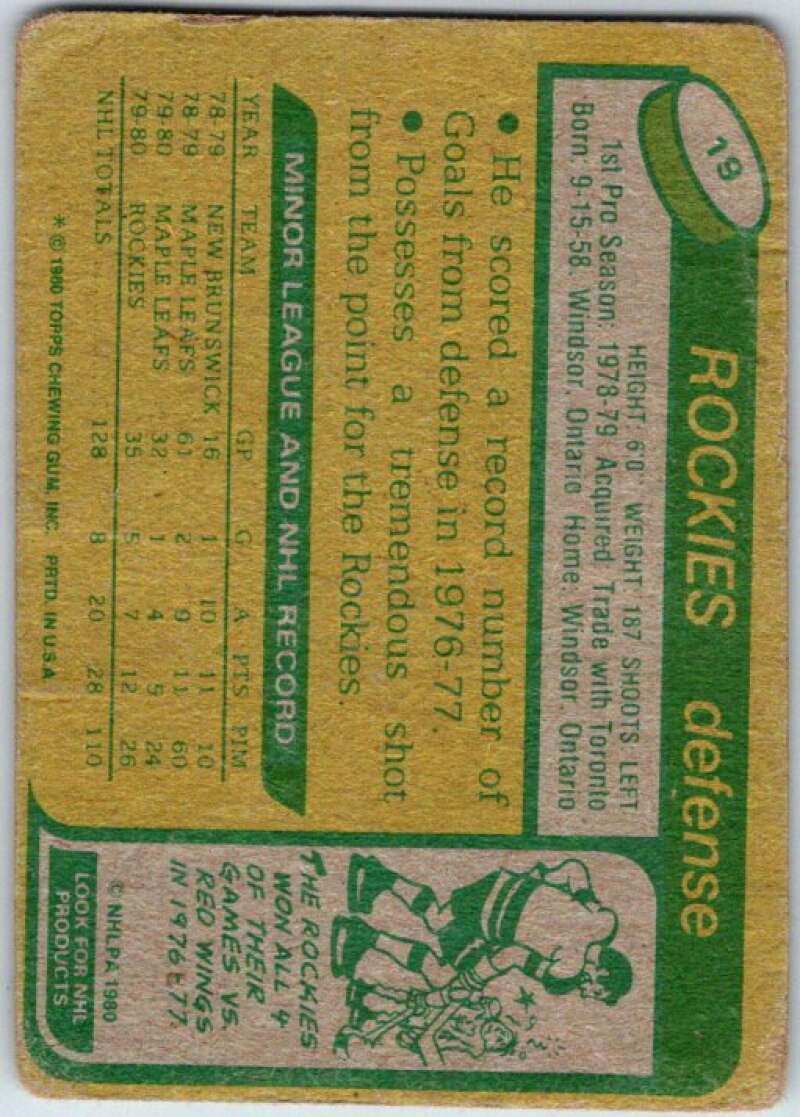 19
ROCKIES defense
HEIGHT: 6'0" WEIGHT 187 SHOOTS LEFT
1st Pro Season: 1978-79 Acquired: Trade with Toronto
Born: 9-15-58. Windsor, Ontario Home: Windsor, Ontario
• He scored a record number of
Goals from defense in 1976-77.
• Possesses a tremendous shot
from the point for the Rockies.
MINOR LEAGUE AND NHL RECORD
YEAR TEAM GP G A PTS PIM
78-79 NEW BRUNSWICK 16 1 10 11 10
78-79 MAPLE LEAFS 61 2 9 11 60
79-80 MAPLE LEAFS 32 1 4 5 24
79-80 ROCKIES 35 5 7 12 26
NHL TOTALS 128 8 20 28 110
* © 1980 TOPPS CHEWING GUM, INC. PRTD. IN U.S.A.
THE ROCKIES
WON ALL 4
OF THEIR
GAMES VS.
RED WINGS
IN 1976-77.
© NHLPA 1980
LOOK FOR NHL
PRODUCTS